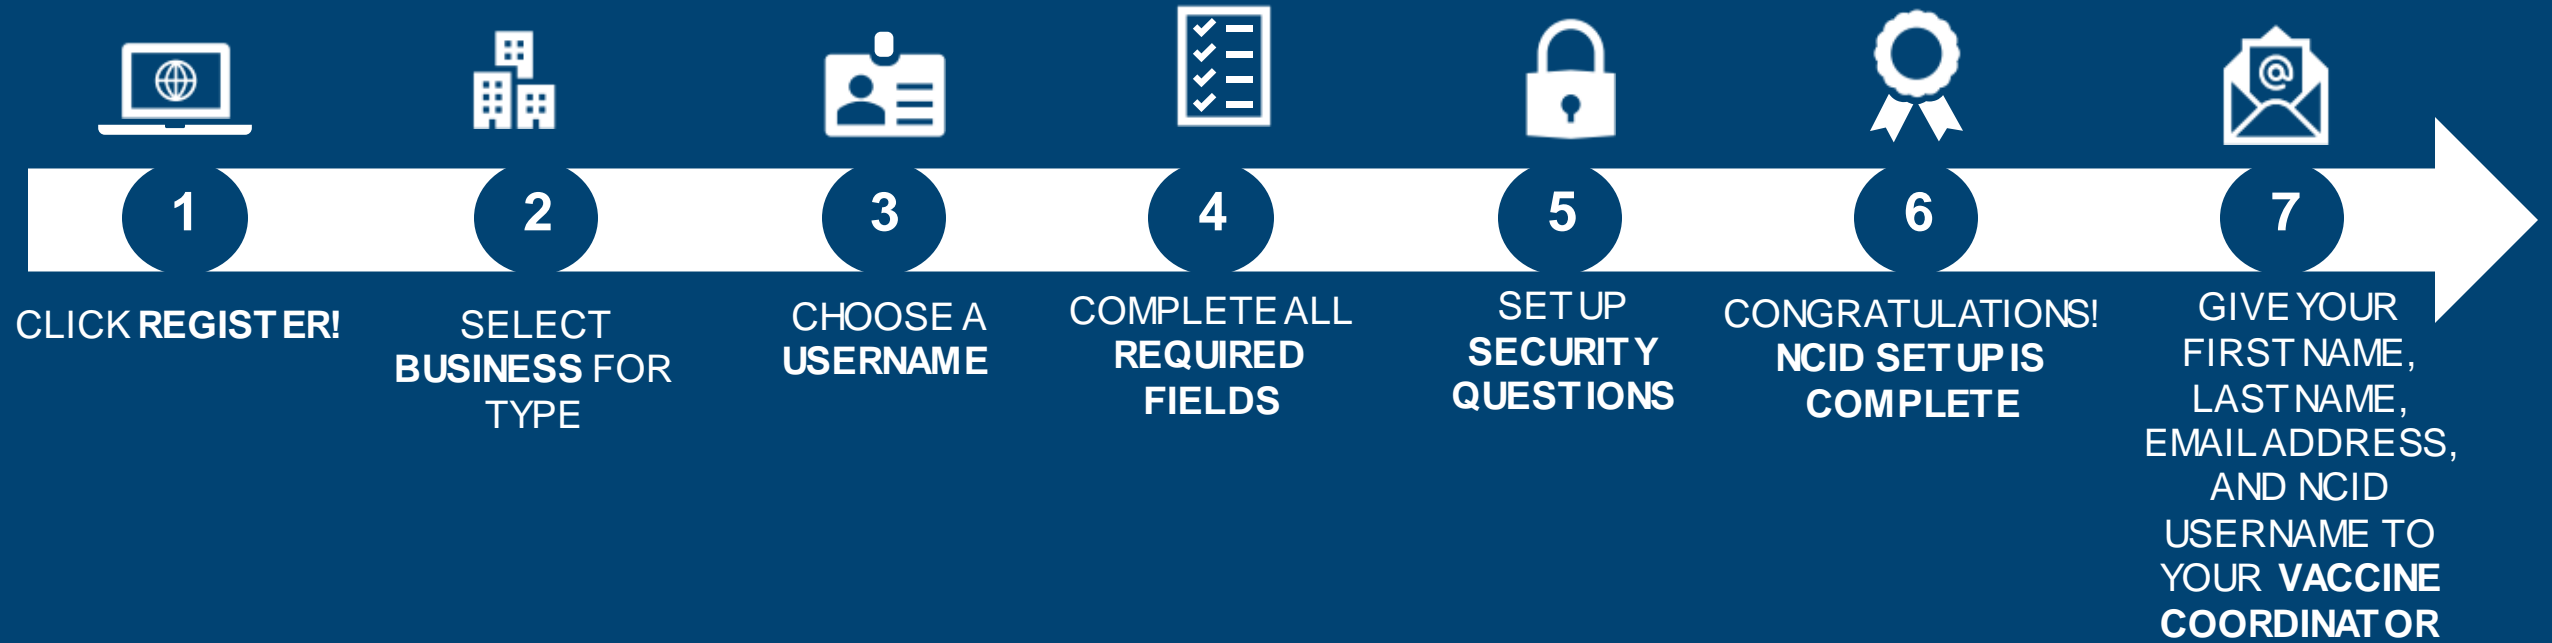 1
CLICK REGISTER!
2
SELECT
BUSINESS FOR
TYPE
3
CHOOSE A
USERNAME
4
COMPLETE ALL
REQUIRED
FIELDS
5
SET UP
SECURITY
QUESTIONS
6
CONGRATULATIONS!
NCID SET UP IS
COMPLETE
@
7
GIVE YOUR
FIRST NAME,
LAST NAME,
EMAIL ADDRESS,
AND NCID
USERNAME TO
YOUR VACCINE
COORDINATOR